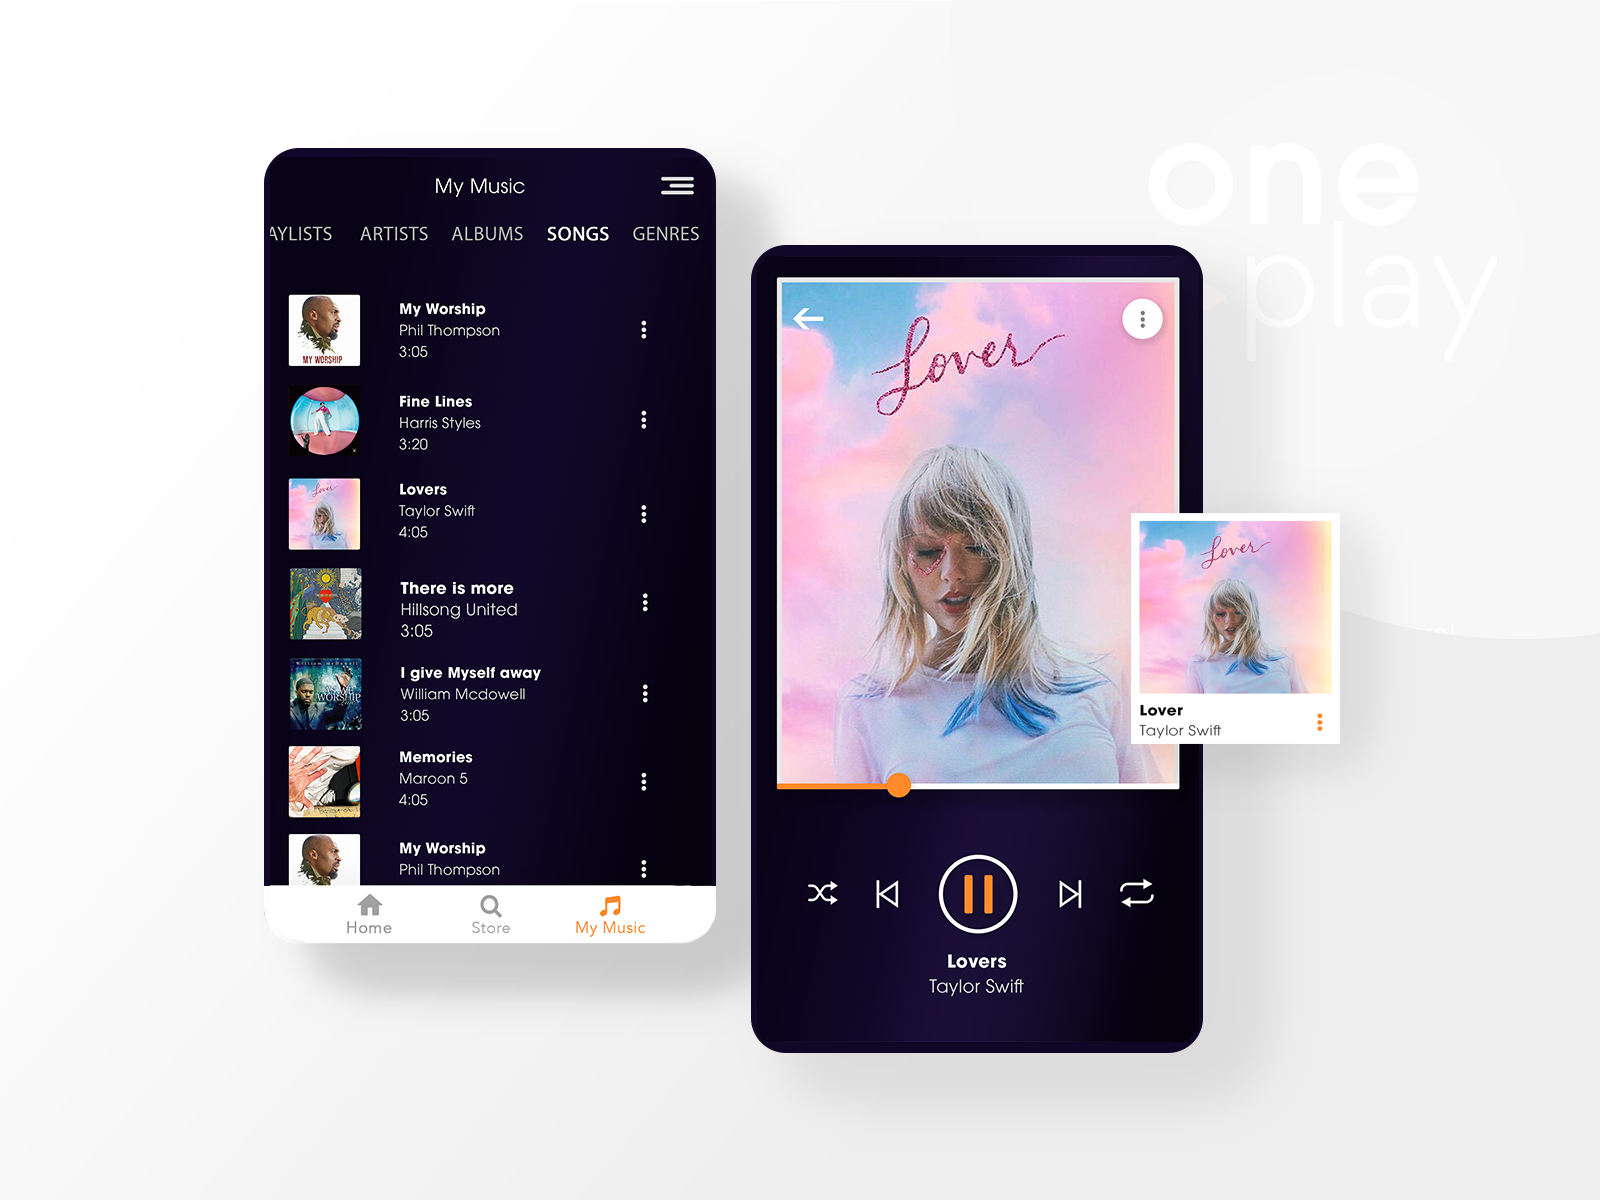 one
play
My Music
AYLISTS ARTISTS ALBUMS SONGS GENRES
MY WORSHIP
My Worship
Phil Thompson
3:05
Fine Lines
Harris Styles
3:20
Lover
Lovers
Taylor Swift
4:05
There is more
Hillsong United
3:05
William McDowell
WORSHIP
I give Myself away
William Mcdowell
3:05
Memories
Maroon 5
4:05
My Worship
Phil Thompson
Home Store My Music
Lover
Lovers
Taylor Swift
Lover
Lover
Taylor Swift